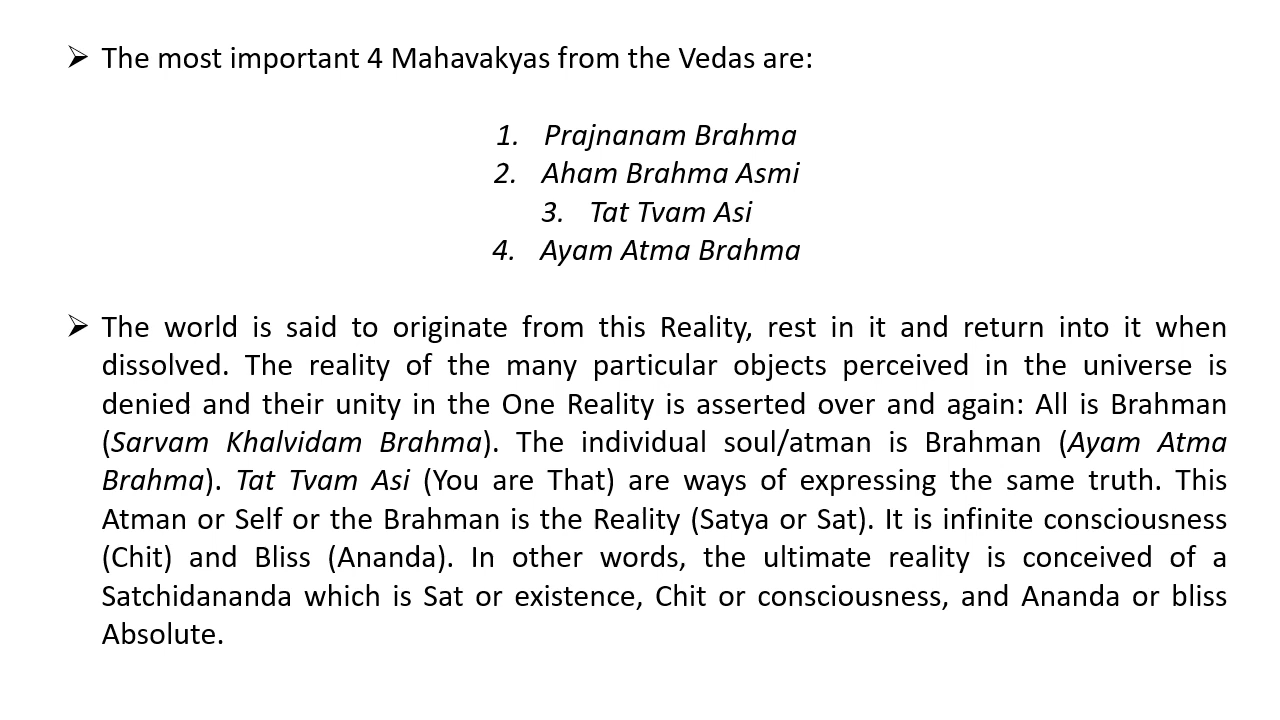 ➢ The most important 4 Mahavakyas from the Vedas are:
1. Prajnanam Brahma
2. Aham Brahma Asmi
3. Tat Tvam Asi
4. Ayam Atma Brahma
➢ The world is said to originate from this Reality, rest in it and return into it when
dissolved. The reality of the many particular objects perceived in the universe is
denied and their unity in the One Reality is asserted over and again: All is Brahman
(Sarvam Khalvidam Brahma). The individual soul/atman is Brahman (Ayam Atma
Brahma). Tat Tvam Asi (You are That) are ways of expressing the same truth. This
Atman or Self or the Brahman is the Reality (Satya or Sat). It is infinite consciousness
(Chit) and Bliss (Ananda). In other words, the ultimate reality is conceived of a
Satchidananda which is Sat or existence, Chit or consciousness, and Ananda or bliss
Absolute.